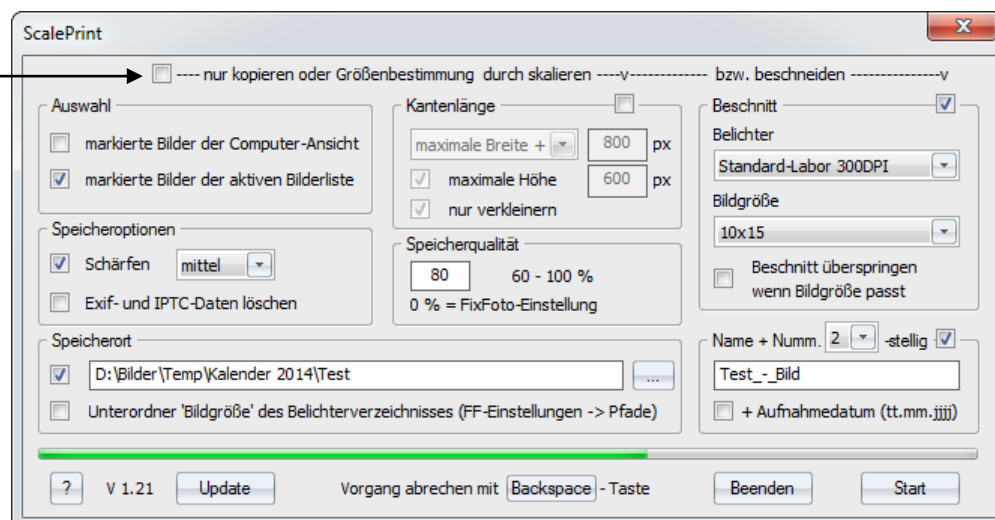 ScalePrint
---- nur kopieren oder Größenbestimmung durch skalieren ----v------------- bzw. beschneiden ---------------v
Auswahl
markierte Bilder der Computer-Ansicht
markierte Bilder der aktiven Bilderliste
Kantenlänge
maximale Breite + 800 px
maximale Höhe 600 px
nur verkleinern
Beschnitt
Belichter
Standard-Labor 300DPI
Bildgröße
10x15
Beschnitt überspringen
wenn Bildgröße passt
Speicheroptionen
Schärfen mittel
Exif- und IPTC-Daten löschen
Speicherqualität
80 60 - 100 %
0 % = FixFoto-Einstellung
Speicherort
D:\Bilder\Temp\Kalender 2014\Test ...
Unterordner 'Bildgröße' des Belichterverzeichnisses (FF-Einstellungen -> Pfade)
Name + Numm. 2 -stellig
Test_-_Bild
+ Aufnahmedatum (tt.mm.jjjj)
? V 1.21 Update Vorgang abrechen mit Backspace - Taste Beenden Start